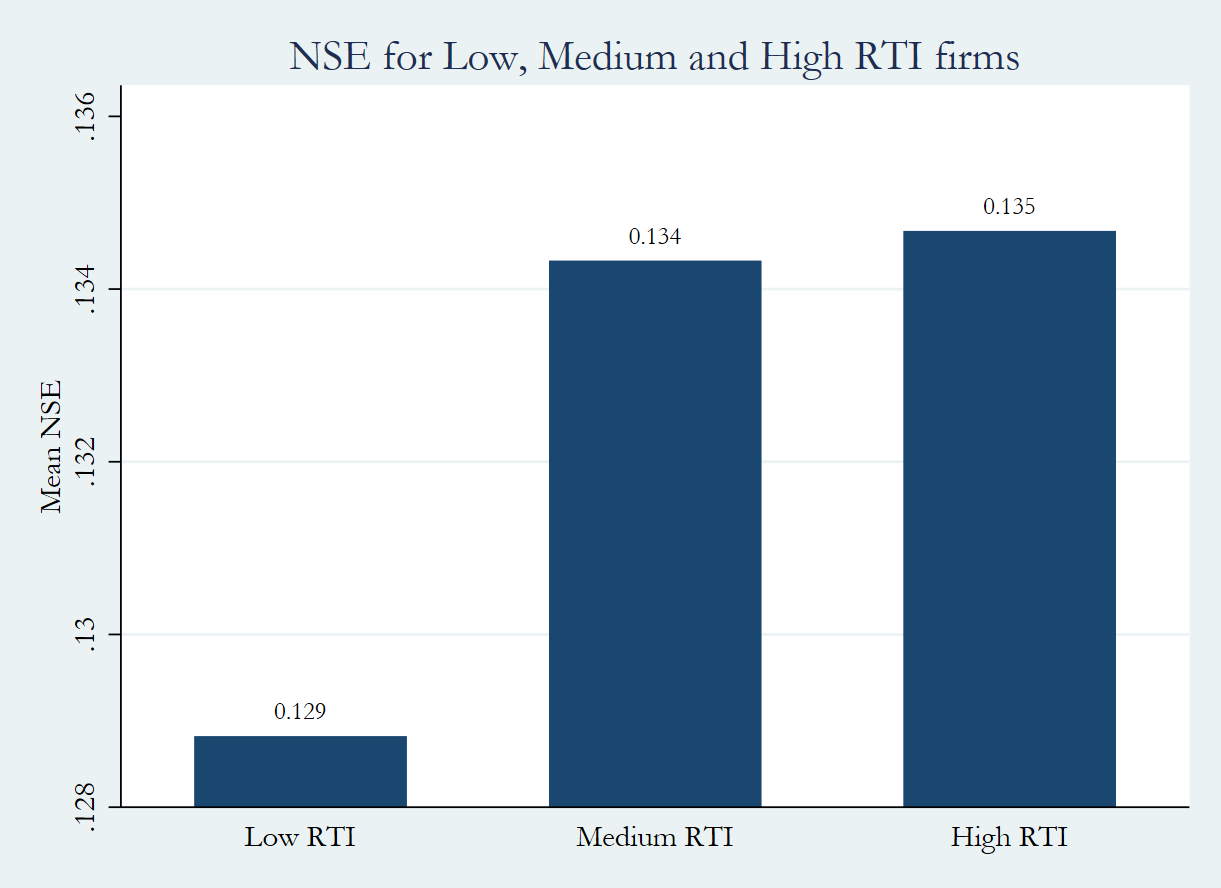 NSE for Low, Medium and High RTI firms
Mean NSE
.136
.134
.132
.13
.128
0.129
0.134
0.135
Low RTI
Medium RTI
High RTI